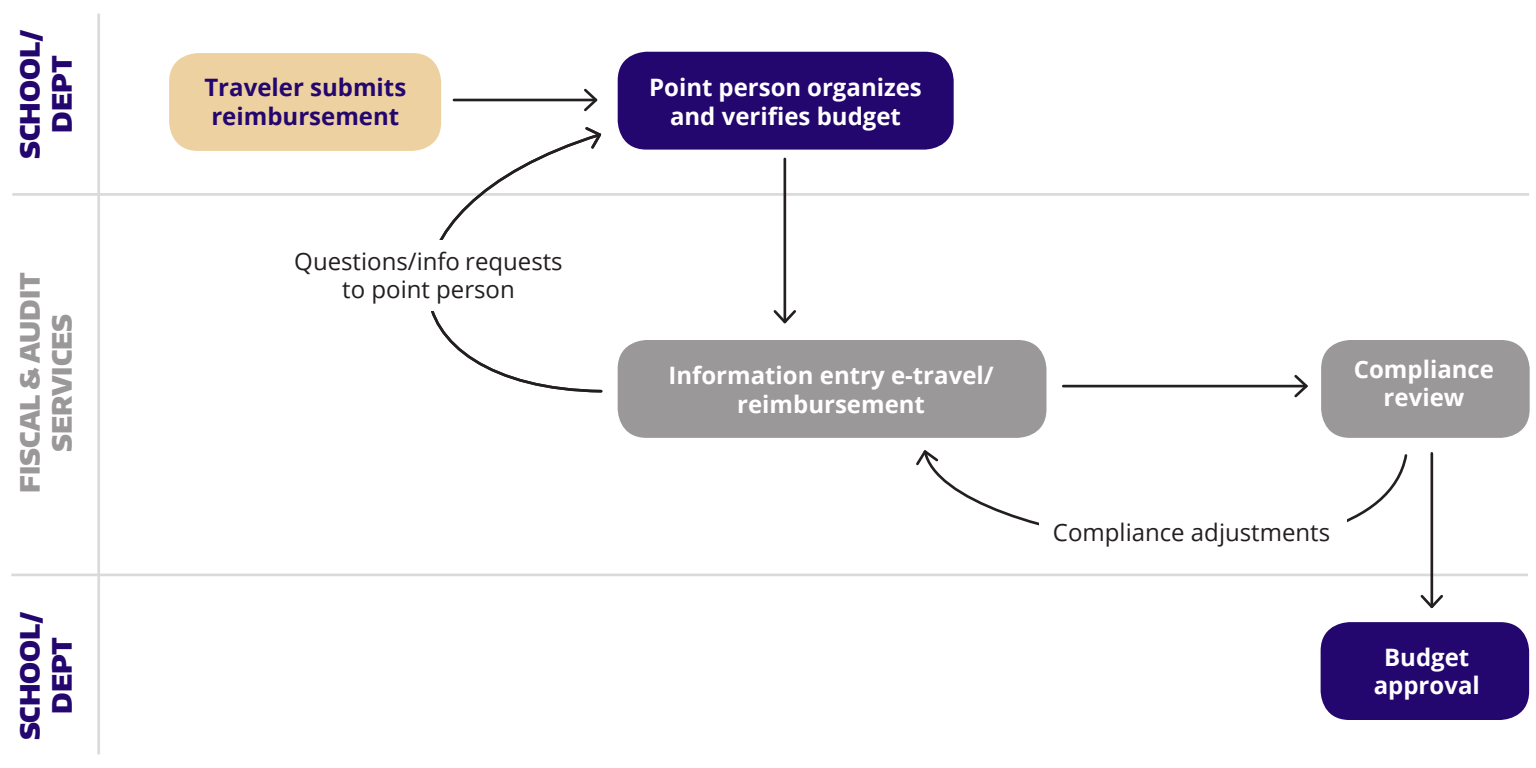 SCHOOL/
DEPT
Traveler submits
reimbursement
Point person organizes
and verifies budget
FISCAL & AUDIT
SERVICES
Questions/info requests
to point person
Information entry e-travel/
reimbursement
Compliance
review
Compliance adjustments
SCHOOL/
DEPT
Budget
approval